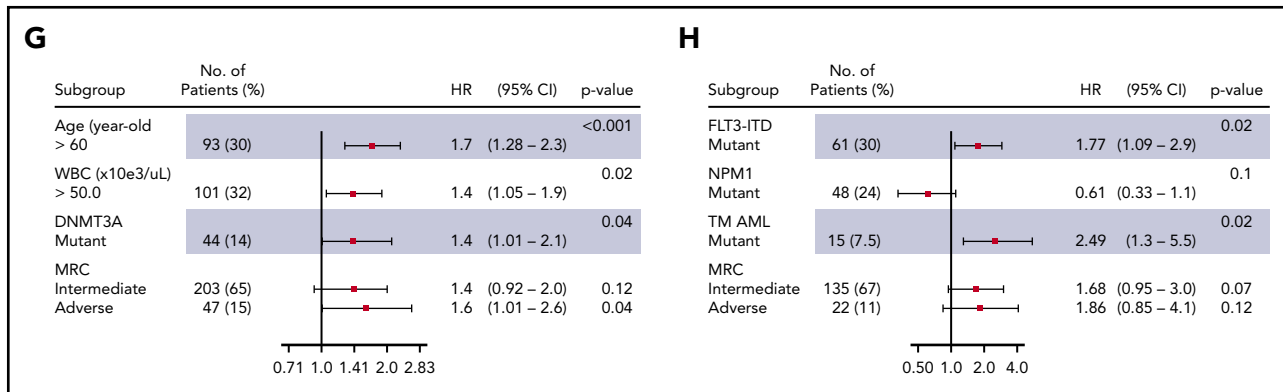 G
No. of
Subgroup Patients (%) HR (95% CI) p-value
Age (year-old <0.001
> 60 93 (30) 1.7 (1.28 – 2.3)
WBC (x10e3/uL) 0.02
> 50.0 101 (32) 1.4 (1.05 – 1.9)
DNMT3A 0.04
Mutant 44 (14) 1.4 (1.01 – 2.1)
MRC
Intermediate 203 (65) 1.4 (0.92 – 2.0) 0.12
Adverse 47 (15) 1.6 (1.01 – 2.6) 0.04
0.71 1.0 1.41 2.0 2.83
H
No. of
Subgroup Patients (%) HR (95% CI) p-value
FLT3-ITD 0.02
Mutant 61 (30) 1.77 (1.09 – 2.9)
NPM1 0.1
Mutant 48 (24) 0.61 (0.33 – 1.1)
TM AML 0.02
Mutant 15 (7.5) 2.49 (1.3 – 5.5)
MRC
Intermediate 135 (67) 1.68 (0.95 – 3.0) 0.07
Adverse 22 (11) 1.86 (0.85 – 4.1) 0.12
0.50 1.0 2.0 4.0